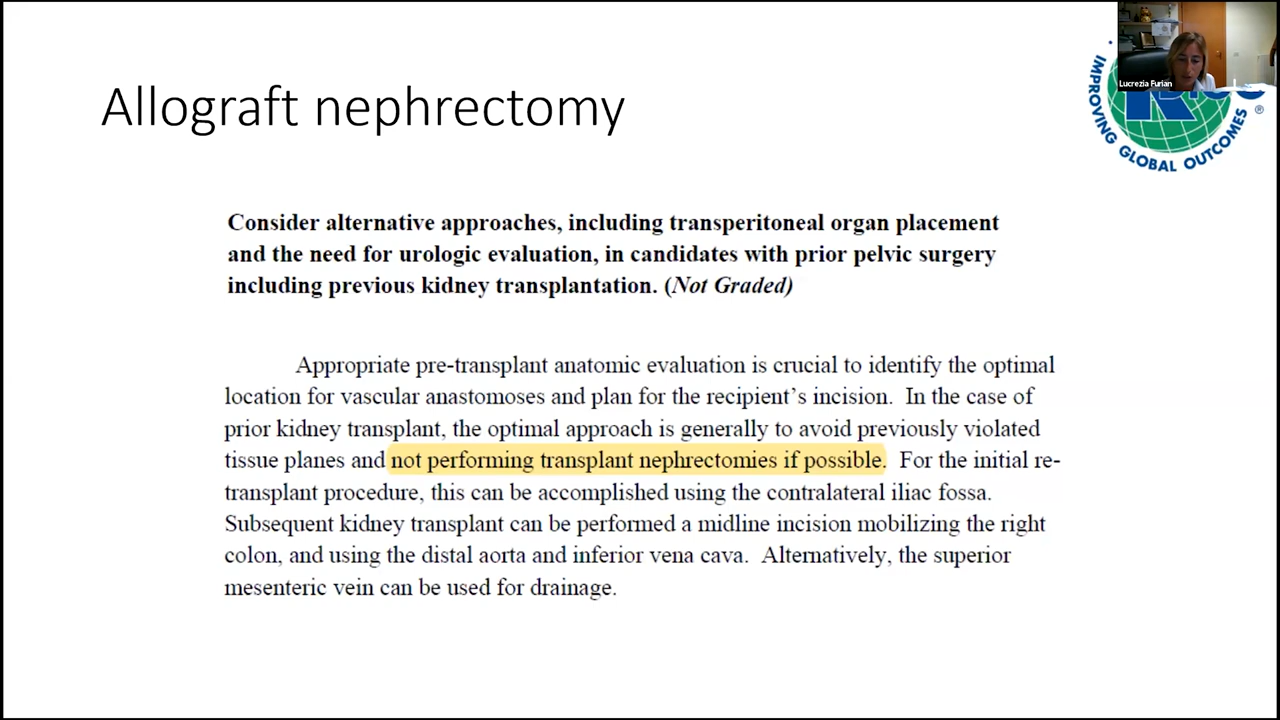 Allograft nephrectomy
Lucrezia Furian
IMPROVING GLOBAL OUTCOMES ®
Consider alternative approaches, including transperitoneal organ placement
and the need for urologic evaluation, in candidates with prior pelvic surgery
including previous kidney transplantation. (Not Graded)
Appropriate pre-transplant anatomic evaluation is crucial to identify the optimal
location for vascular anastomoses and plan for the recipient's incision. In the case of
prior kidney transplant, the optimal approach is generally to avoid previously violated
tissue planes and not performing transplant nephrectomies if possible. For the initial re-
transplant procedure, this can be accomplished using the contralateral iliac fossa.
Subsequent kidney transplant can be performed a midline incision mobilizing the right
colon, and using the distal aorta and inferior vena cava. Alternatively, the superior
mesenteric vein can be used for drainage.